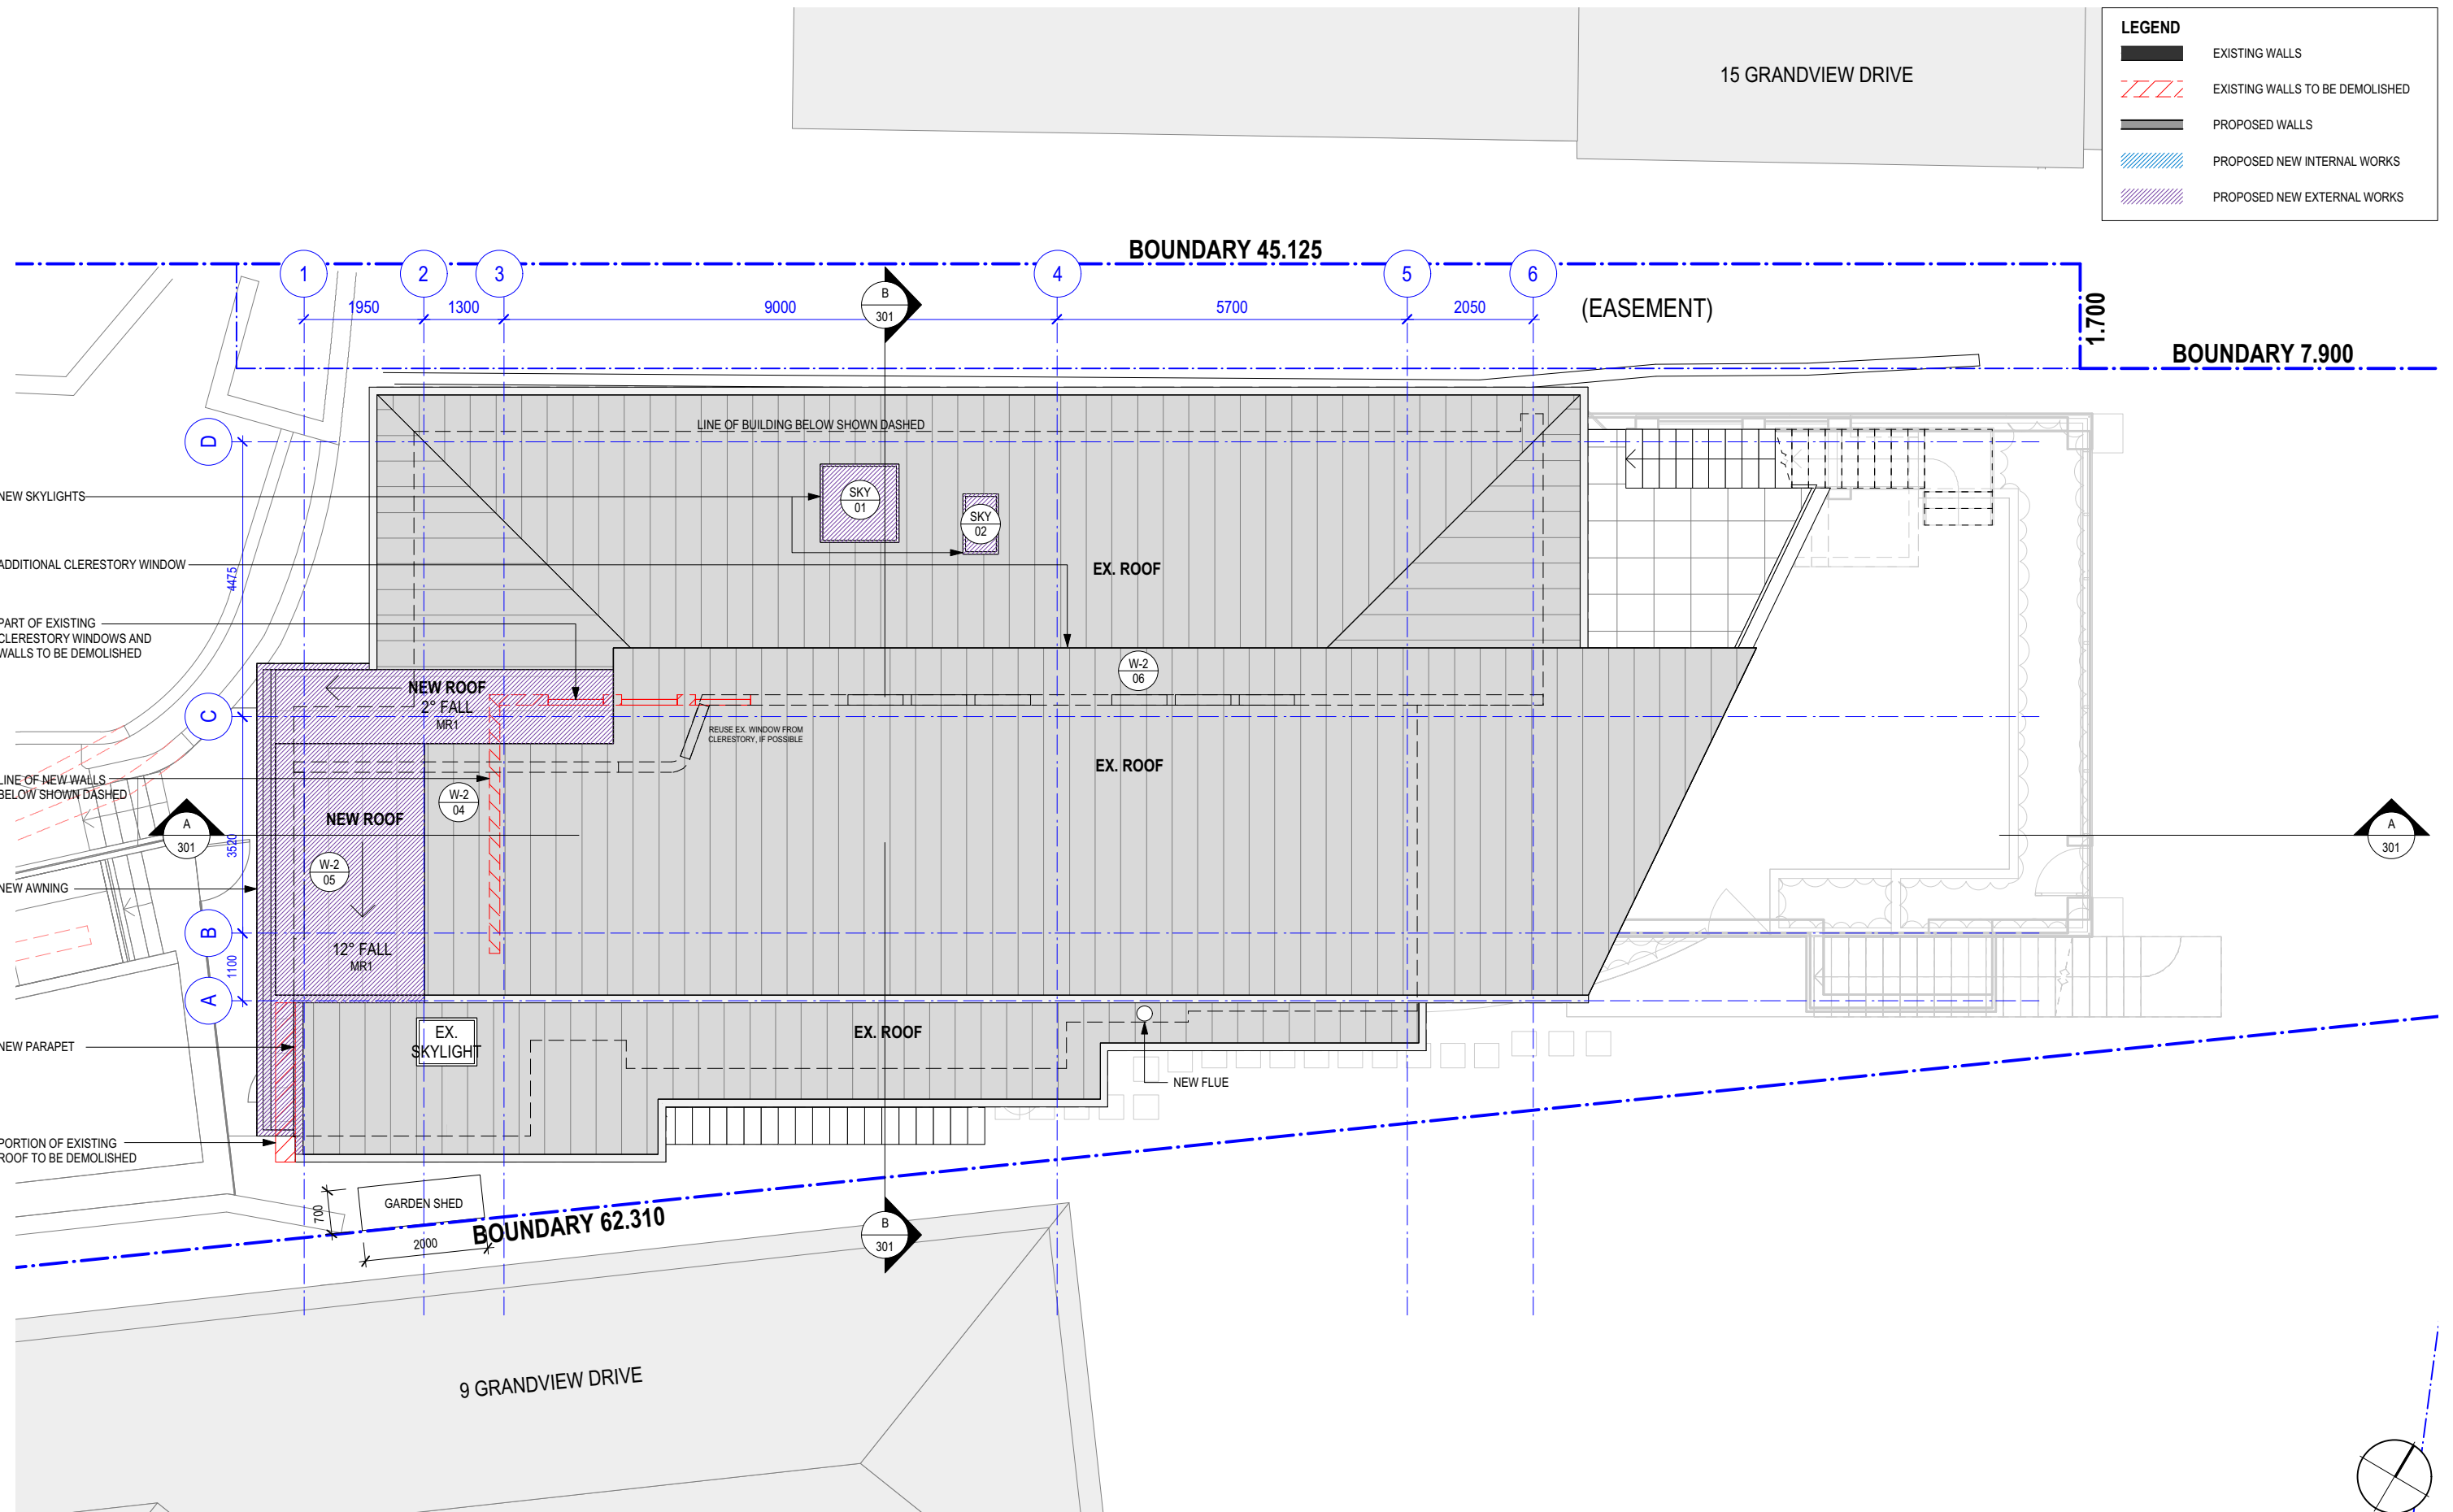 15 GRANDVIEW DRIVE
LEGEND
EXISTING WALLS
EXISTING WALLS TO BE DEMOLISHED
PROPOSED WALLS
PROPOSED NEW INTERNAL WORKS
PROPOSED NEW EXTERNAL WORKS
BOUNDARY 45.125
1
2
3
4
5
6
1950
1300
9000
5700
2050
B
301
(EASEMENT)
1.700
BOUNDARY 7.900
D
LINE OF BUILDING BELOW SHOWN DASHED
NEW SKYLIGHTS
SKY
01
SKY
02
ADDITIONAL CLERESTORY WINDOW
EX. ROOF
4475
PART OF EXISTING
CLERESTORY WINDOWS AND
WALLS TO BE DEMOLISHED
W-2
06
NEW ROOF
2° FALL
MR1
C
REUSE EX. WINDOW FROM
CLERESTORY, IF POSSIBLE
EX. ROOF
LINE OF NEW WALLS
BELOW SHOWN DASHED
W-2
04
NEW ROOF
A
301
3520
A
301
W-2
05
NEW AWNING
B
12° FALL
MR1
1100
A
EX.
SKYLIGHT
EX. ROOF
NEW PARAPET
NEW FLUE
PORTION OF EXISTING
ROOF TO BE DEMOLISHED
GARDEN SHED
700
2000
BOUNDARY 62.310
B
301
9 GRANDVIEW DRIVE